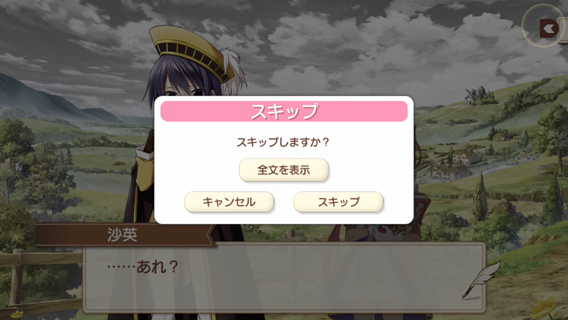 スキップ
スキップしますか？
全文を表示
キャンセル
スキップ
沙英
……あれ？